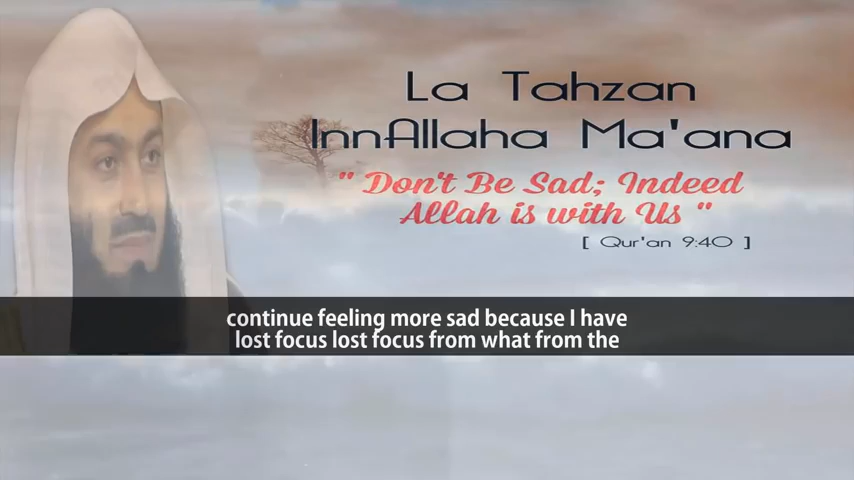 La Tahzan
InnAllaha Ma'ana
" Don't Be Sad; Indeed
Allah is with Us "
[ Qur'an 9:40 ]
continue feeling more sad because I have
lost focus lost focus from what from the